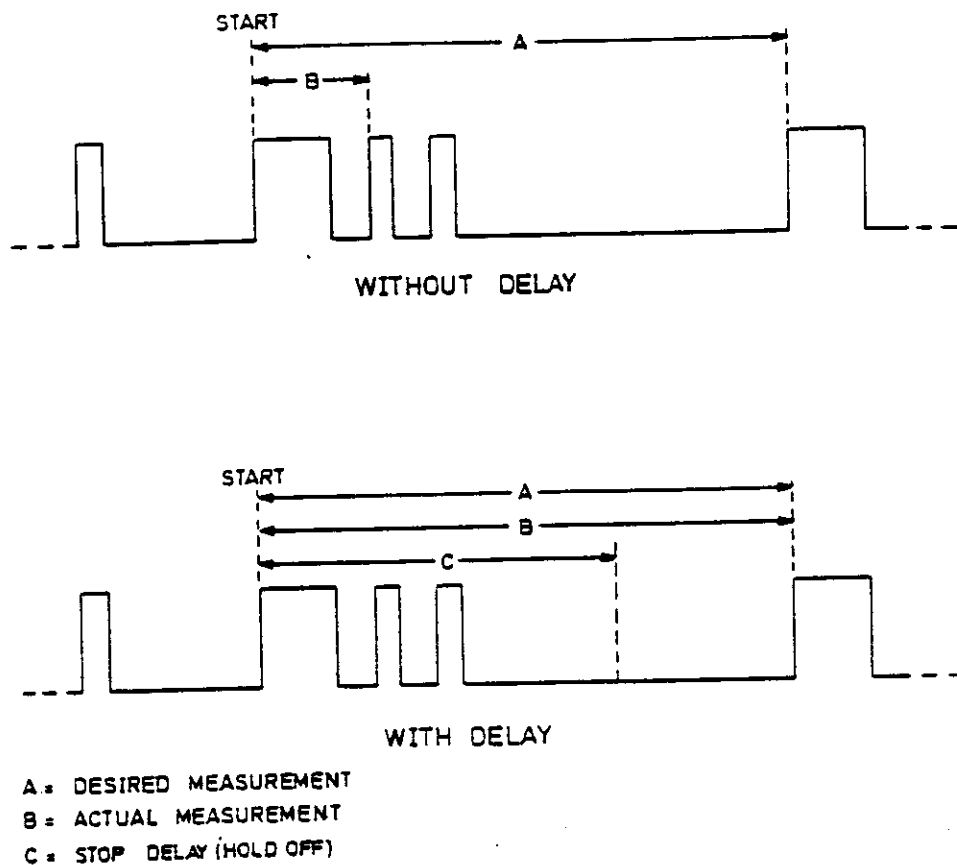 START
A
B
WITHOUT DELAY
START
A
B
C
WITH DELAY
A = DESIRED MEASUREMENT
B = ACTUAL MEASUREMENT
C = STOP DELAY (HOLD OFF)